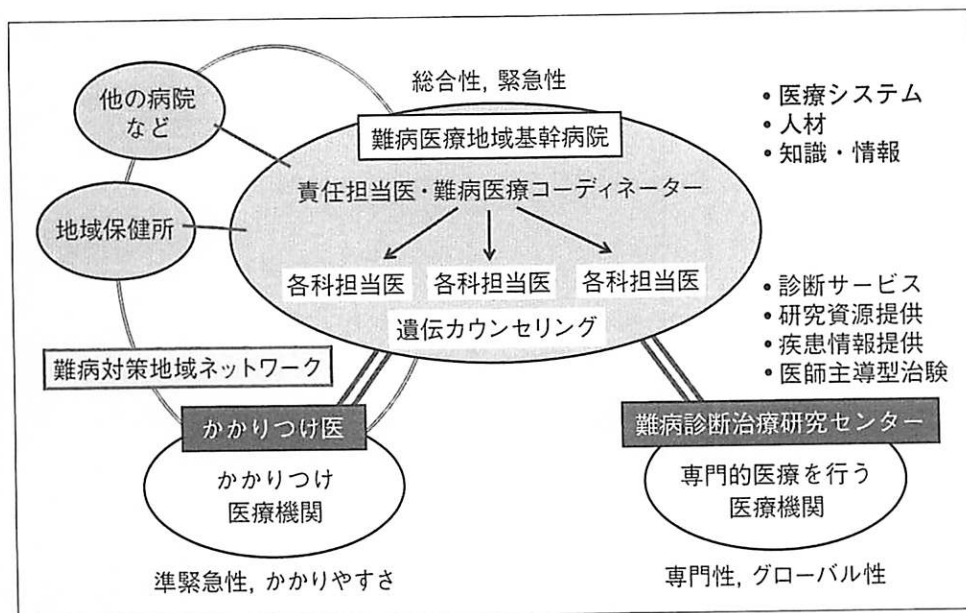 総合性, 緊急性
他の病院
など
難病医療地域基幹病院
• 医療システム
• 人材
• 知識・情報
責任担当医・難病医療コーディネーター
地域保健所
各科担当医 各科担当医 各科担当医
遺伝カウンセリング
• 診断サービス
• 研究資源提供
• 疾患情報提供
• 医師主導型治験
難病対策地域ネットワーク
かかりつけ医
かかりつけ
医療機関
準緊急性, かかりやすさ
難病診断治療研究センター
専門的医療を行う
医療機関
専門性, グローバル性